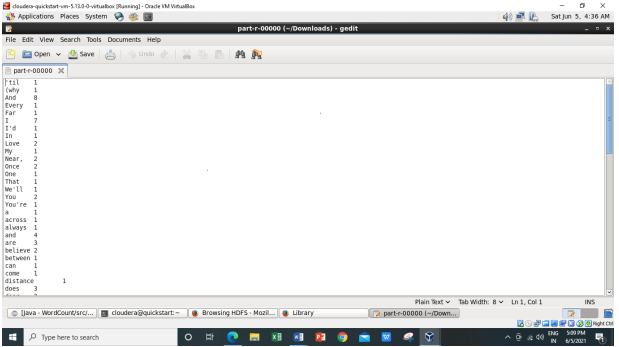 cloudera-quickstart-vm-5.13.0-0-virtualbox [Running] - Oracle VM VirtualBox
Applications Places System Sat Jun 5, 4:36 AM
part-r-00000 (~/Downloads) - gedit
File Edit View Search Tools Documents Help
Open Save Undo
part-r-00000
'til 1
(why 1
And 8
Every 1
Far 1
I 7
I'd 1
In 1
Love 2
My 1
Near, 2
Once 2
One 1
That 1
We'll 1
You 2
You're 1
a 1
across 1
always 1
and 4
are 3
believe 2
between 1
can 1
come 1
distance 1
does 3
Plain Text Tab Width: 8 Ln 1, Col 1 INS
[Java - WordCount/src/... cloudera@quickstart:~ Browsing HDFS - Mozil... Library part-r-00000 (~/Down...
Right Ctrl
Type here to search ENG 5:09 PM
IN 6/5/2021